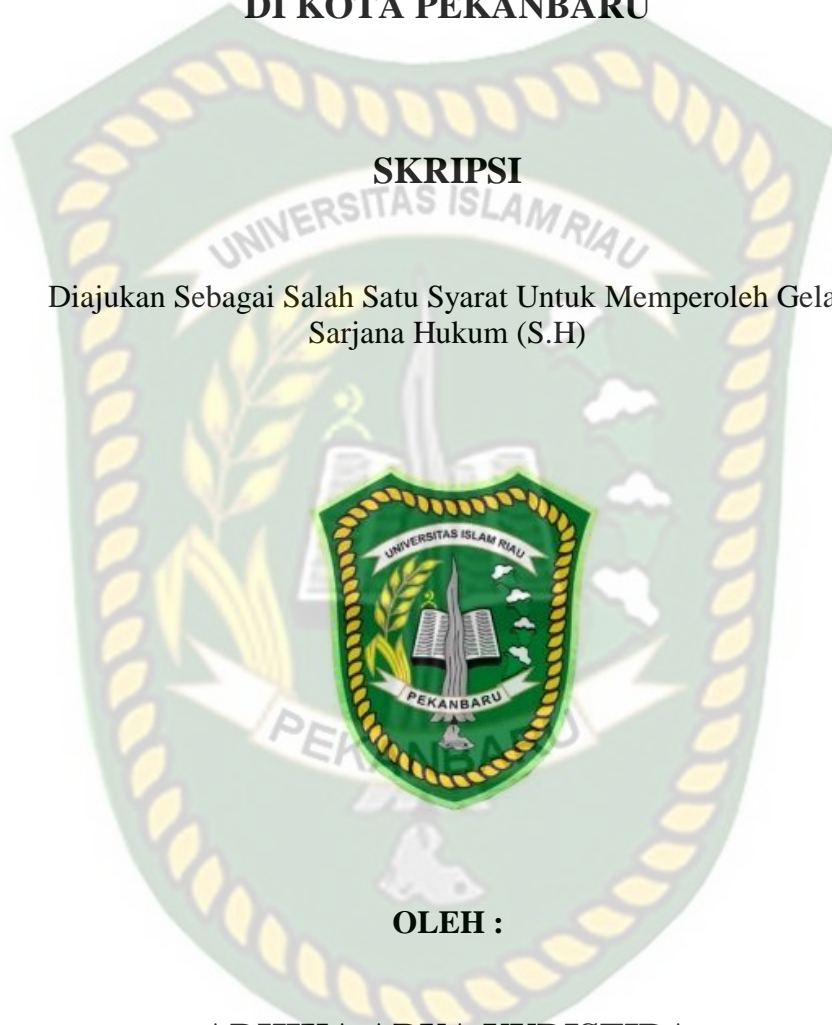 DI KOTA PEKANBARU
SKRIPSI
UNIVERSITAS ISLAM RIAU
Diajukan Sebagai Salah Satu Syarat Untuk Memperoleh Gela
Sarjana Hukum (S.H)
UNIVERSITAS ISLAM RIAU
PEKANBARU
PEKANBARU
OLEH :